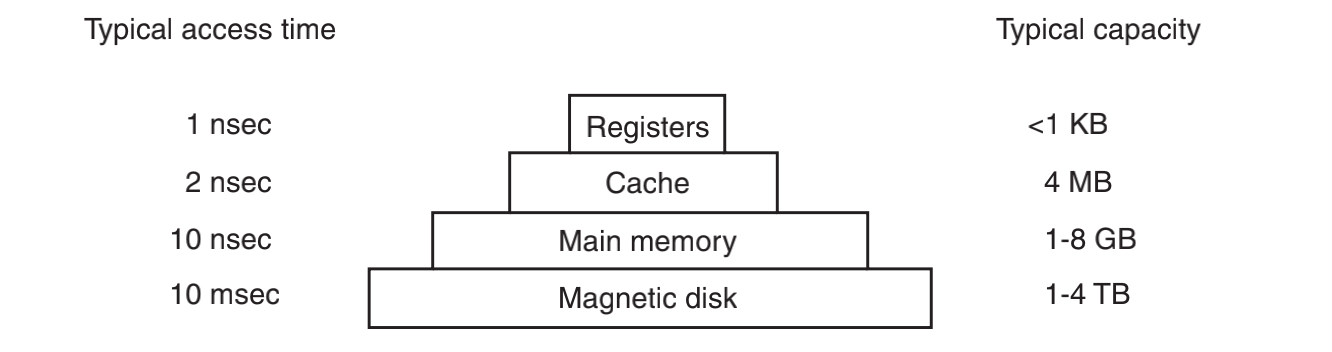 Typical access time Typical capacity
1 nsec Registers <1 KB
2 nsec Cache 4 MB
10 nsec Main memory 1-8 GB
10 msec Magnetic disk 1-4 TB